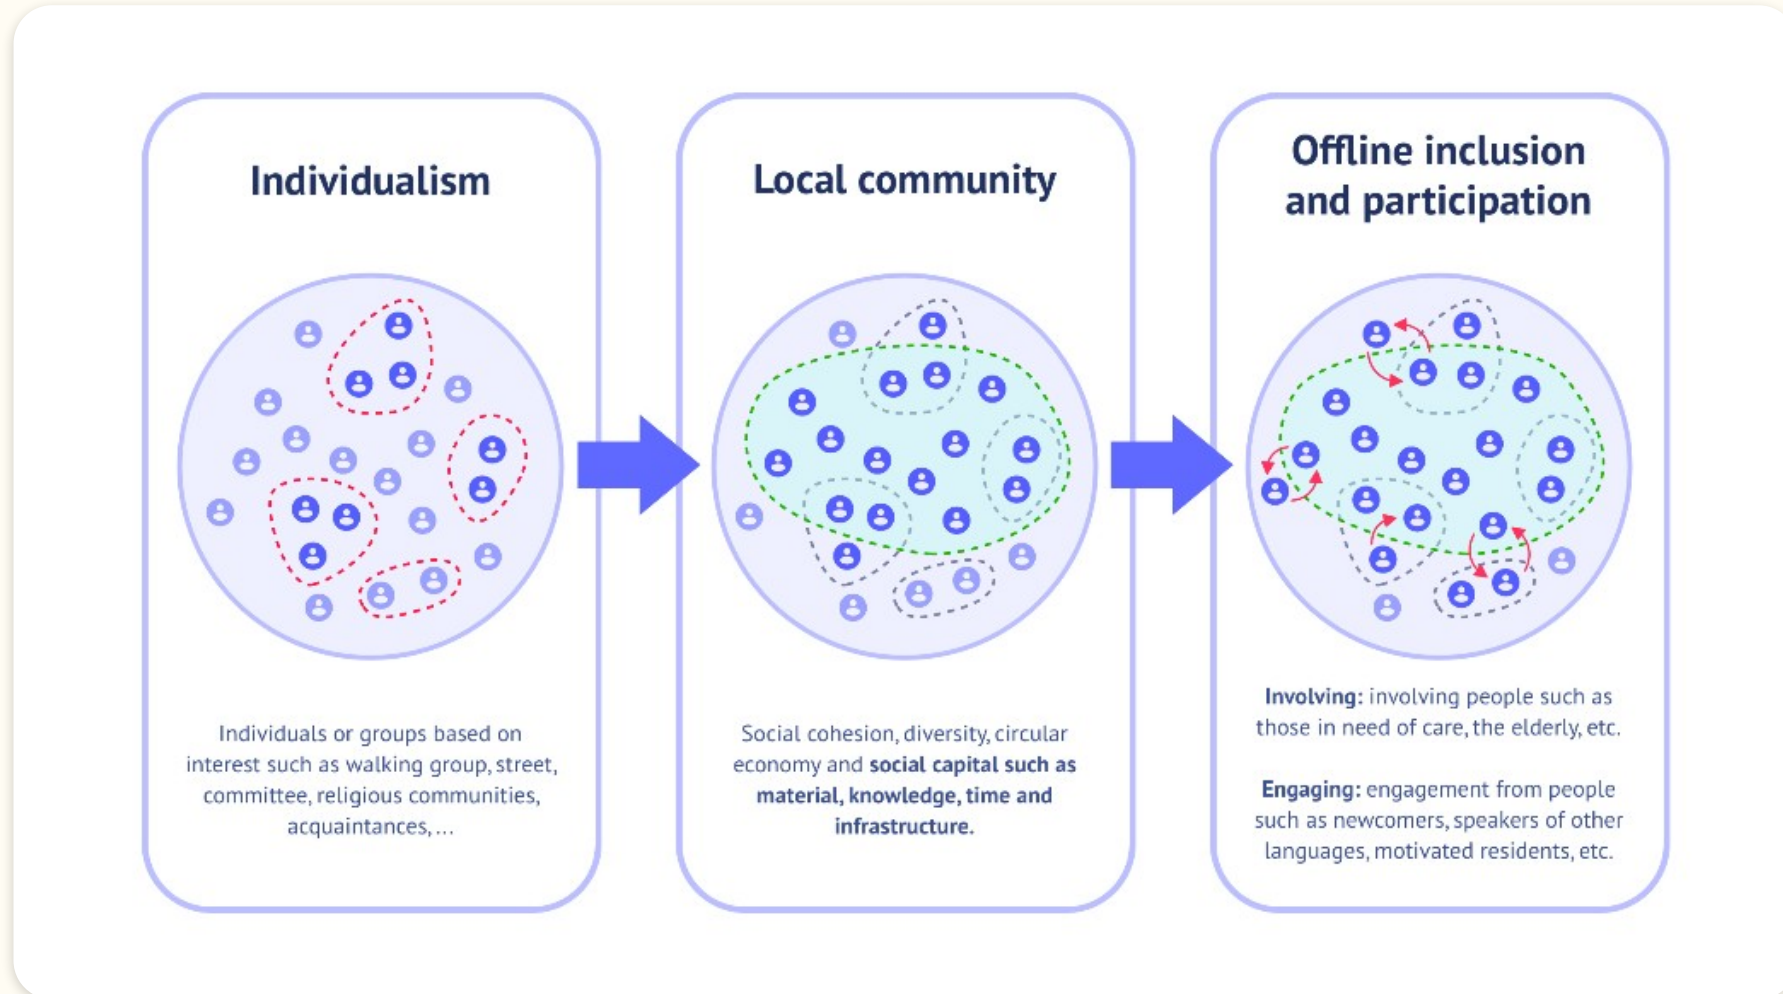 Individualism
Individuals or groups based on
interest such as walking group, street,
committee, religious communities,
acquaintances, ...
Local community
Social cohesion, diversity, circular
economy and social capital such as
material, knowledge, time and
infrastructure.
Offline inclusion
and participation
Involving: involving people such as
those in need of care, the elderly, etc.
Engaging: engagement from people
such as newcomers, speakers of other
languages, motivated residents, etc.